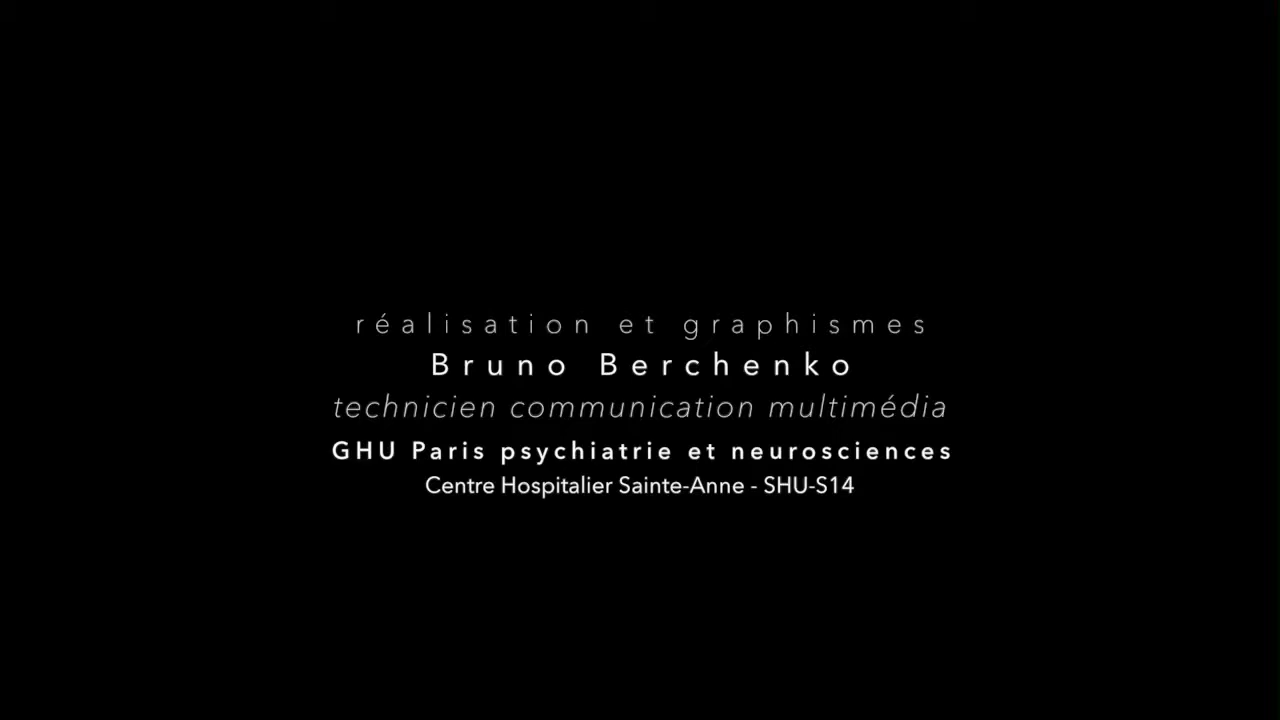 réalisation et graphismes
Bruno Berchenko
technicien communication multimédia
GHU Paris psychiatrie et neurosciences
Centre Hospitalier Sainte-Anne - SHU-S14